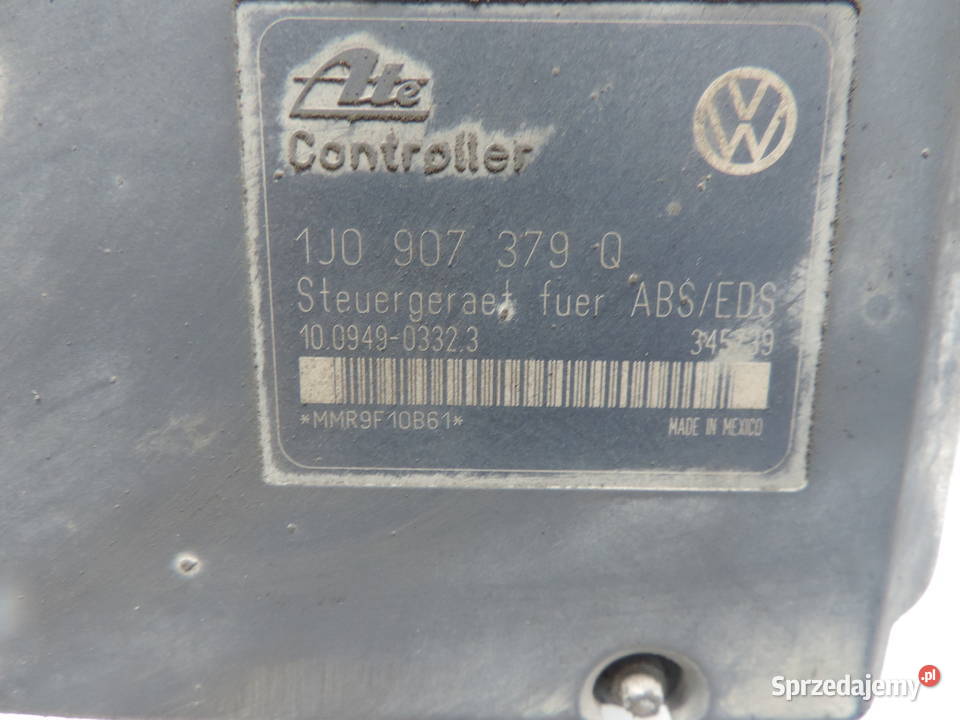 Ate
Controller
1J0 907 379 Q
Steuergeraet fuer ABS/EDS
10.0949-0332.3
*MMR9F10B61*
MADE IN MEXICO
Sprzedajemy.pl